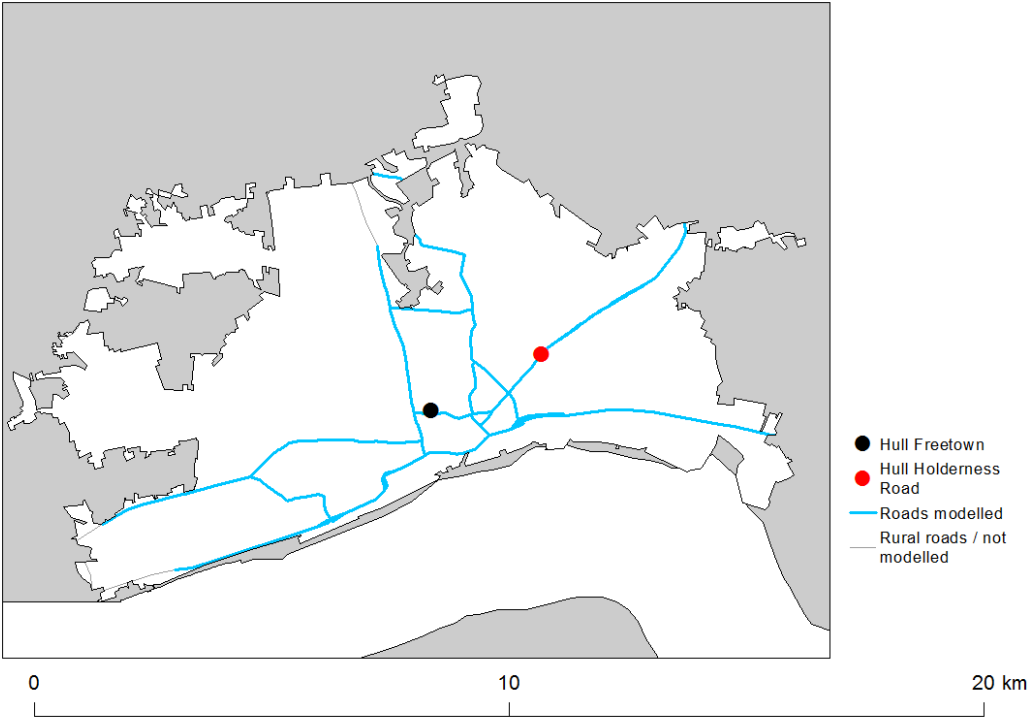 Hull Freetown
Hull Holderness
Road
Roads modelled
Rural roads / not
modelled
0 10 20 km